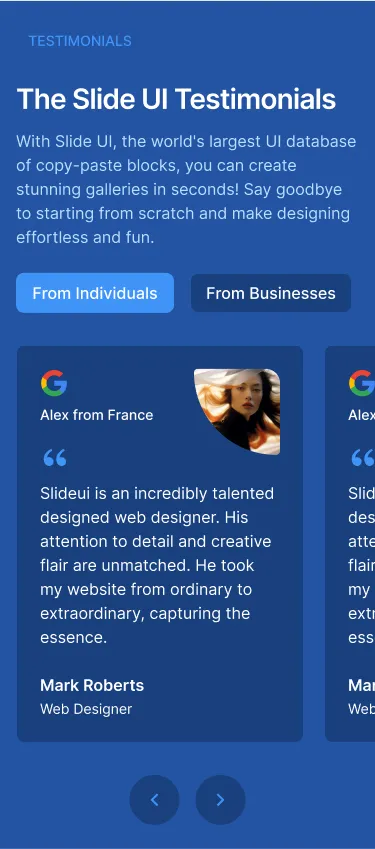 TESTIMONIALS
The Slide UI Testimonials
With Slide UI, the world's largest UI database
of copy-paste blocks, you can create
stunning galleries in seconds! Say goodbye
to starting from scratch and make designing
effortless and fun.
From Individuals
From Businesses
G
Alex from France
“
Slideui is an incredibly talented
designed web designer. His
attention to detail and creative
flair are unmatched. He took
my website from ordinary to
extraordinary, capturing the
essence.
Mark Roberts
Web Designer
G
Alex
“
Slid
des
atte
flair
my
extr
ess
Mar
Web